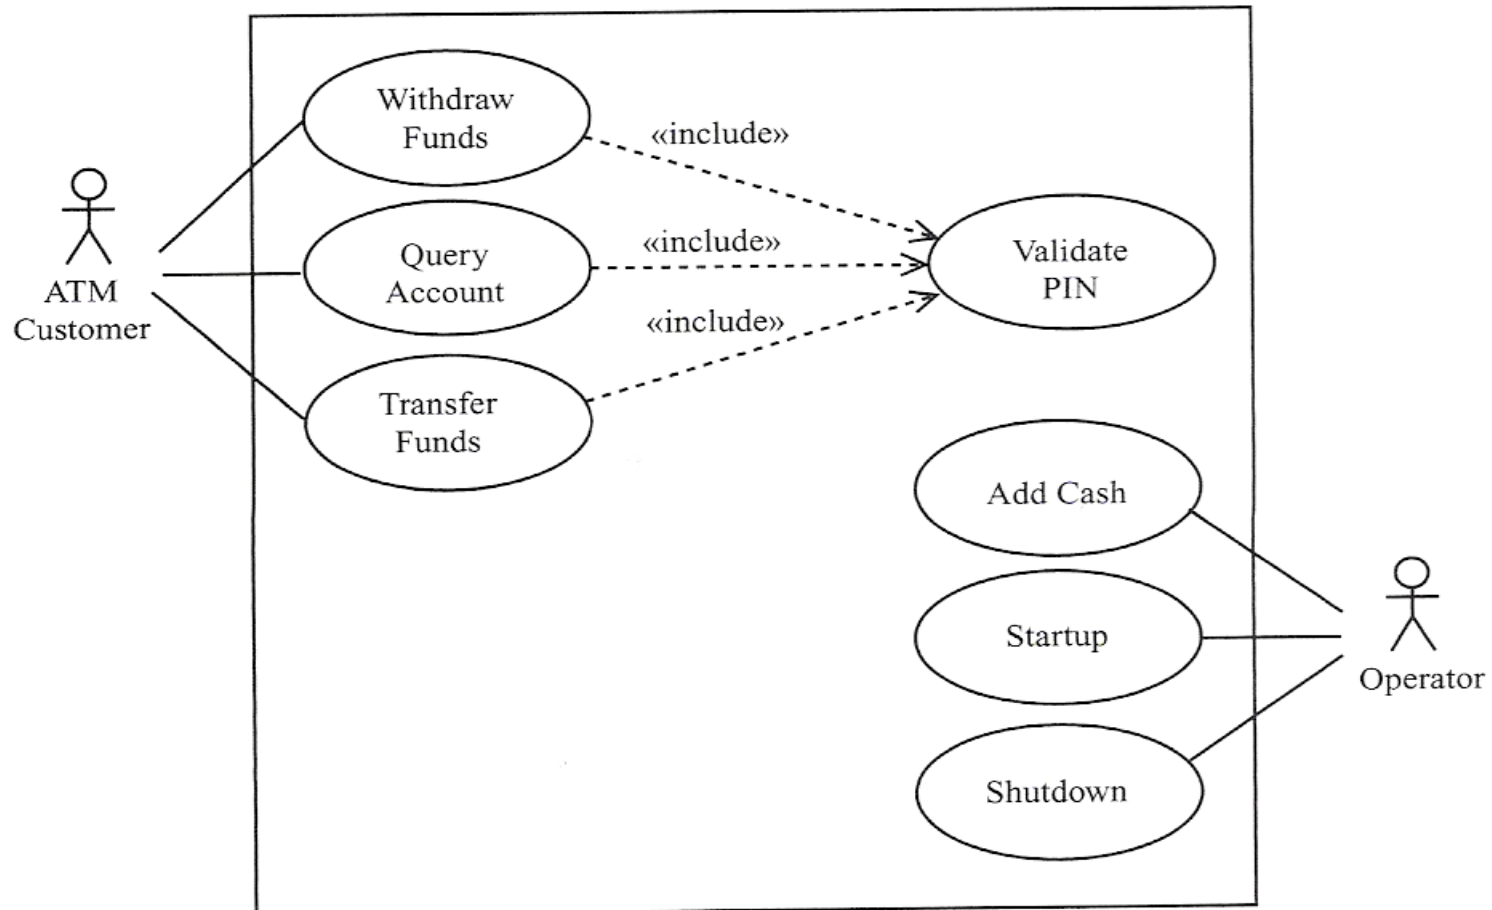 Withdraw
Funds
«include»
Query
Account
«include»
Validate
PIN
ATM
Customer
«include»
Transfer
Funds
Add Cash
Startup
Operator
Shutdown